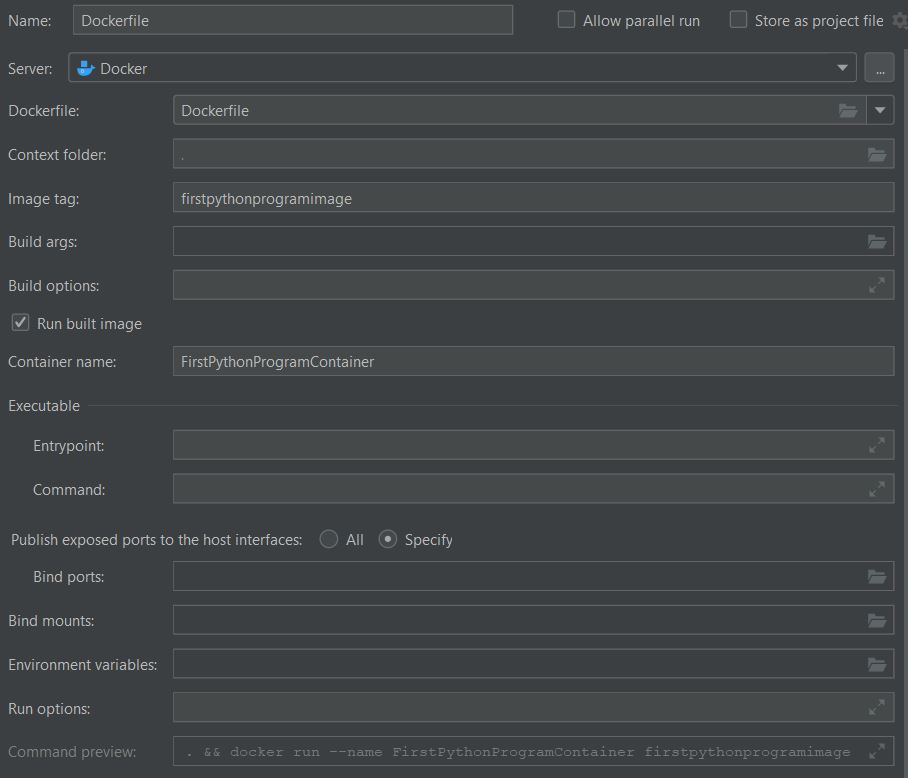 Name: Dockerfile Allow parallel run Store as project file
Server: Docker ...
Dockerfile: Dockerfile
Context folder: .
Image tag: firstpythonprogramimage
Build args:
Build options:
Run built image
Container name: FirstPythonProgramContainer
Executable
Entrypoint:
Command:
Publish exposed ports to the host interfaces: All Specify
Bind ports:
Bind mounts:
Environment variables:
Run options:
Command preview: . && docker run --name FirstPythonProgramContainer firstpythonprogramimage